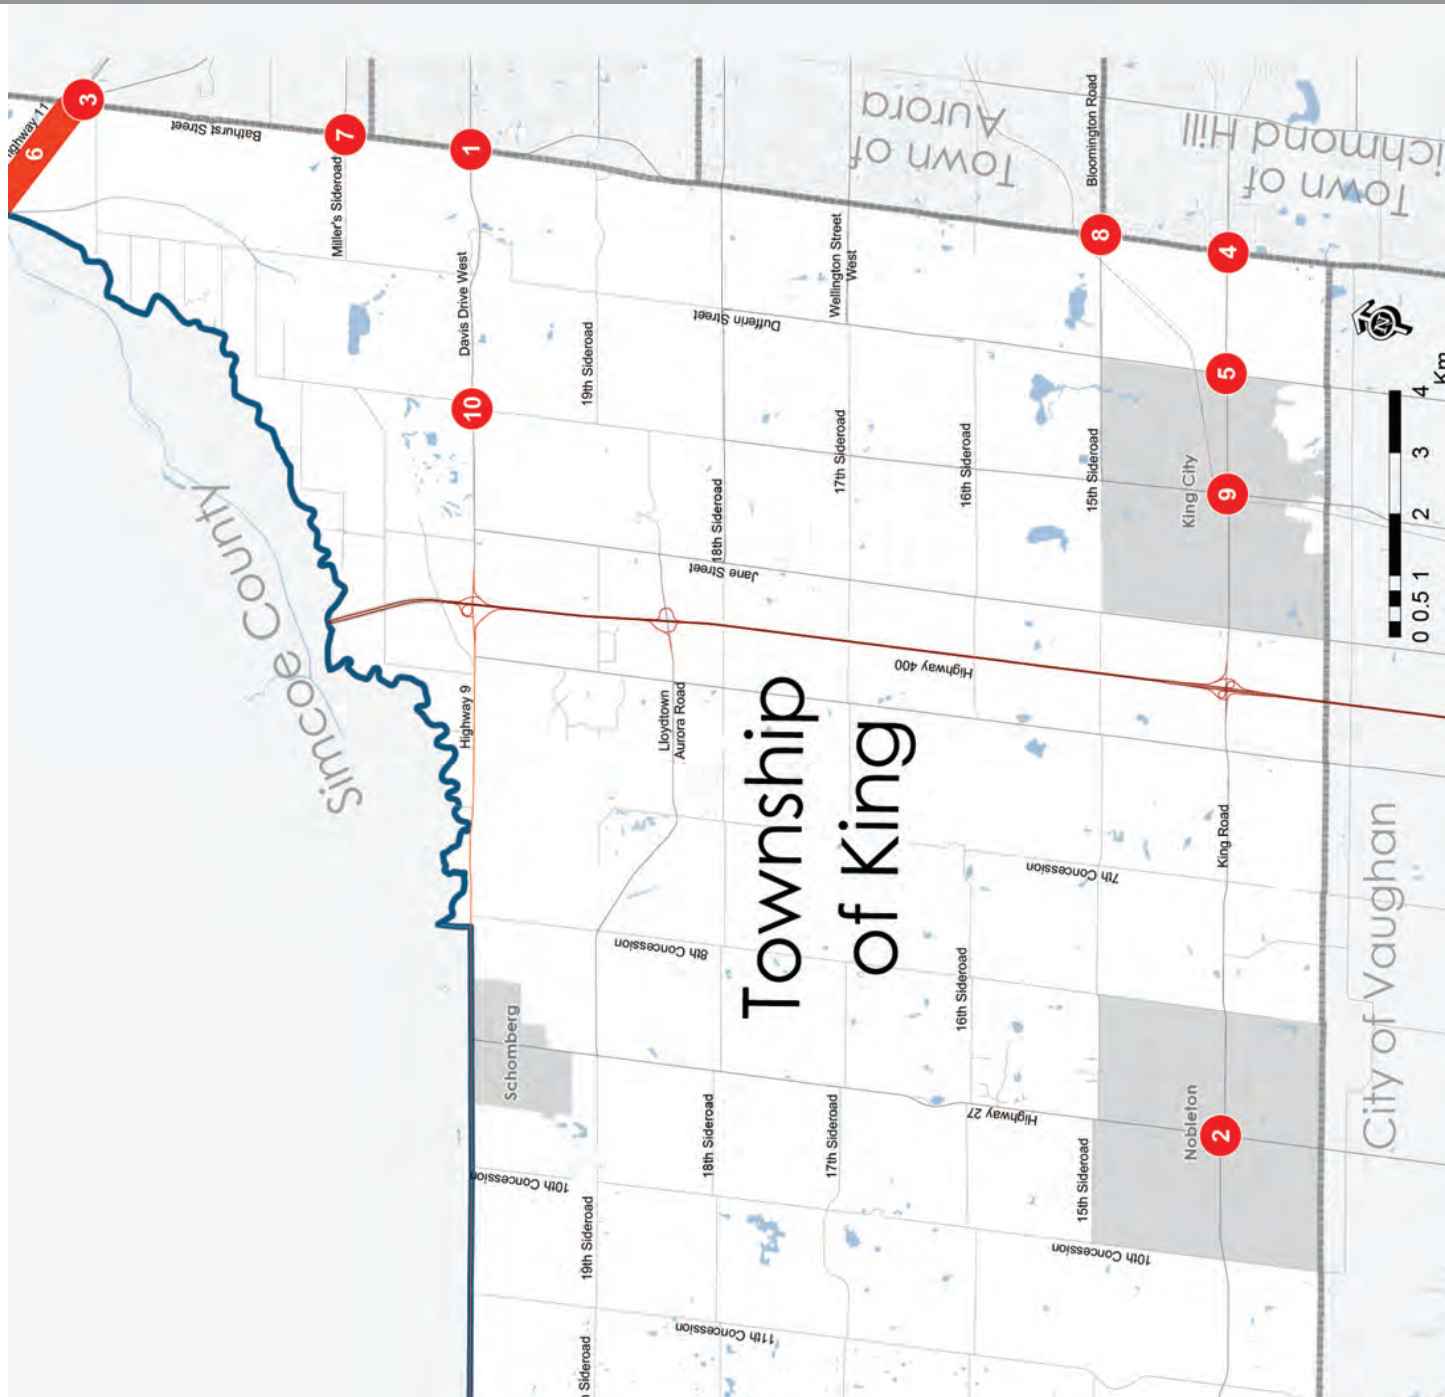 3
Highway 11
6
Bathurst Street
7
Miller's Sideroad
1
Davis Drive West
10
19th Sideroad
Dufferin Street
Wellington Street
West
Town of
Aurora
Bloomington Road
8
Town of
Richmond Hill
4
5
9
King City
15th Sideroad
16th Sideroad
17th Sideroad
18th Sideroad
Jane Street
Simcoe County
Highway 9
Lloydtown
Aurora Road
Highway 400
Township
of King
King Road
7th Concession
8th Concession
16th Sideroad
Schomberg
Highway 27
18th Sideroad
17th Sideroad
15th Sideroad
Nobleton
2
10th Concession
10th Concession
19th Sideroad
11th Concession
Sideroad
City of Vaughan
N
0 0.5 1 2 3 4
Km